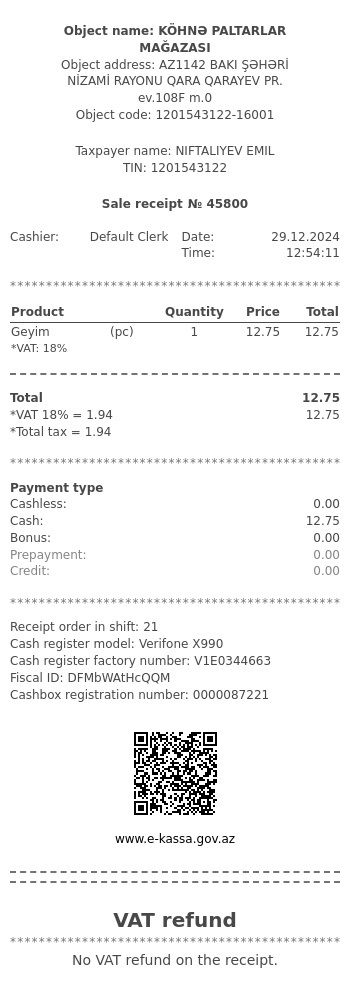 Object name: KÖHNƏ PALTARLAR
MAĞAZASI
Object address: AZ1142 BAKI ŞƏHƏRİ
NİZAMİ RAYONU QARA QARAYEV PR.
ev.108F m.0
Object code: 1201543122-16001
Taxpayer name: NIFTALIYEV EMIL
TIN: 1201543122
Sale receipt № 45800
Cashier: Default Clerk Date: 29.12.2024
Time: 12:54:11
****************************************************
Product Quantity Price Total
Geyim (pc) 1 12.75 12.75
*VAT: 18%
Total 12.75
*VAT 18% = 1.94 12.75
*Total tax = 1.94
****************************************************
Payment type
Cashless: 0.00
Cash: 12.75
Bonus: 0.00
Prepayment: 0.00
Credit: 0.00
****************************************************
Receipt order in shift: 21
Cash register model: Verifone X990
Cash register factory number: V1E0344663
Fiscal ID: DFMbWAtHcQQM
Cashbox registration number: 0000087221
www.e-kassa.gov.az
VAT refund
****************************************************
No VAT refund on the receipt.